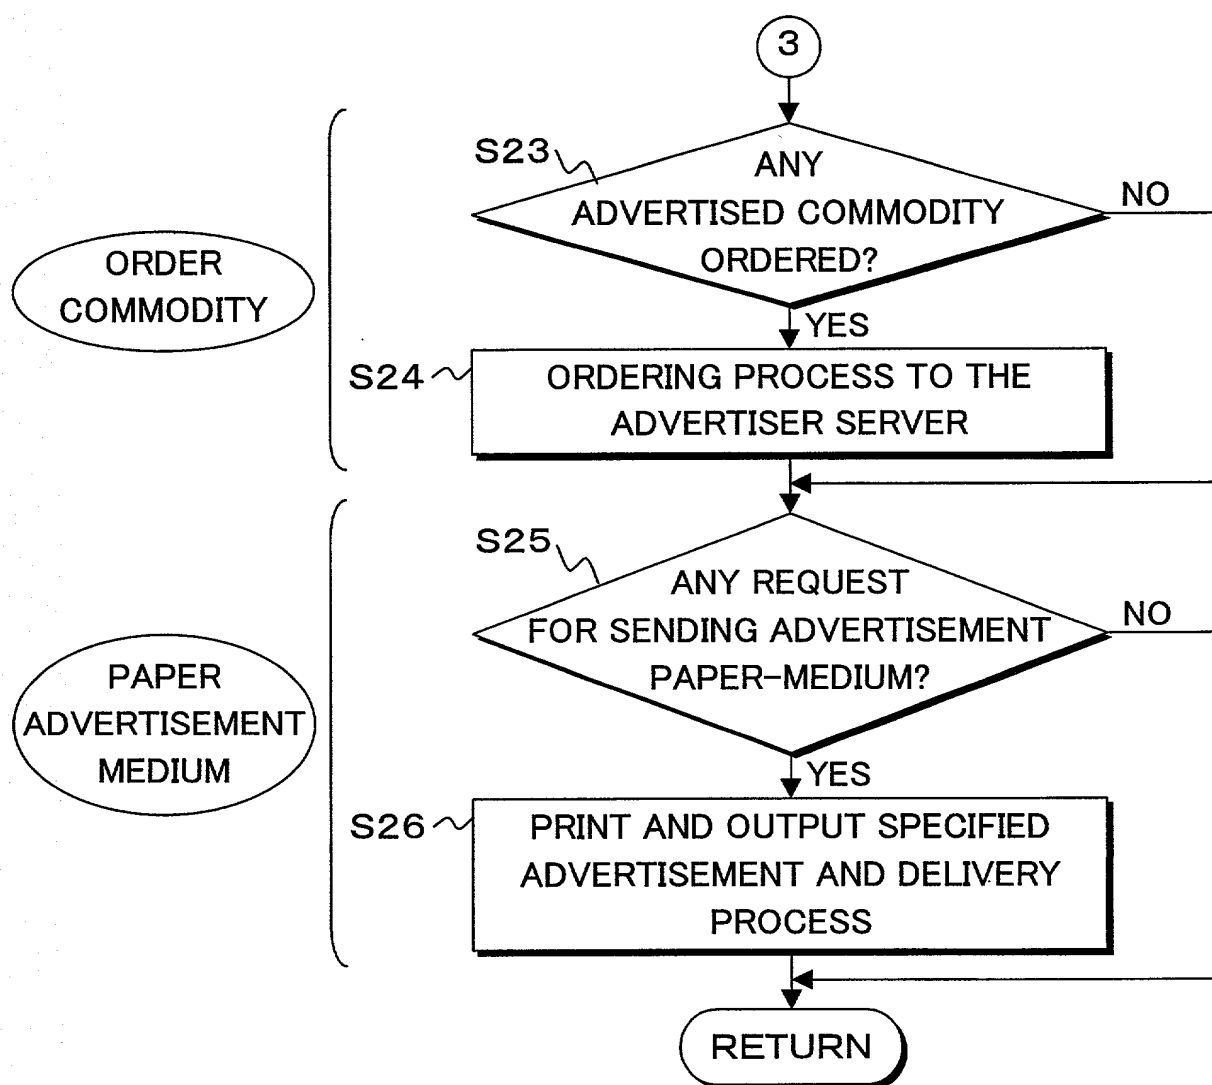 3
S23
ANY
ADVERTISED COMMODITY
ORDERED?
NO
ORDER
COMMODITY
YES
S24
ORDERING PROCESS TO THE
ADVERTISER SERVER
S25
ANY REQUEST
FOR SENDING ADVERTISEMENT
PAPER-MEDIUM?
NO
PAPER
ADVERTISEMENT
MEDIUM
YES
S26
PRINT AND OUTPUT SPECIFIED
ADVERTISEMENT AND DELIVERY
PROCESS
RETURN